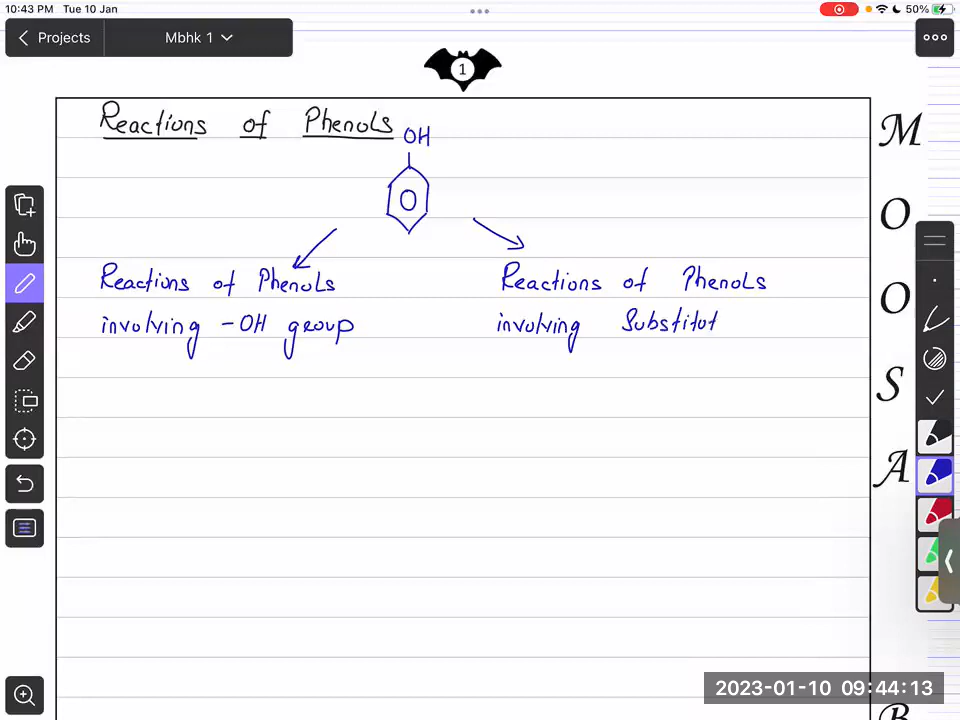 10:43 PM Tue 10 Jan
50%
Projects
Mbhk 1
1
Reactions of Phenols
OH
Reactions of Phenols
involving -OH group
Reactions of Phenols
involving Substitut
M
O
O
S
A
2023-01-10 09:44:13